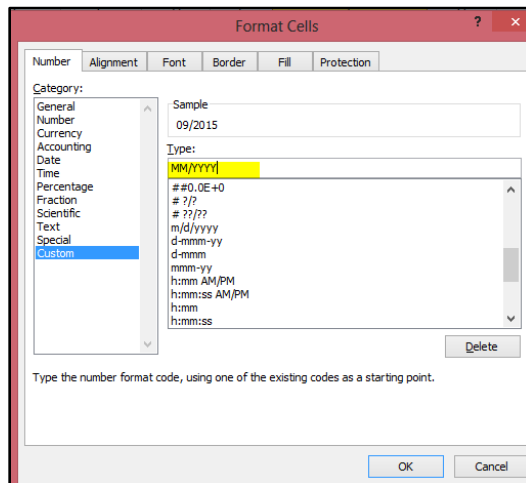 Format Cells
? ×
Number Alignment Font Border Fill Protection
Category:
General
Number
Currency
Accounting
Date
Time
Percentage
Fraction
Scientific
Text
Special
Custom
Sample
09/2015
Type:
MM/YYYY
##0.0E+0
# ?/?
# ??/??
m/d/yyyy
d-mmm-yy
d-mmm
mmm-yy
h:mm AM/PM
h:mm:ss AM/PM
h:mm
h:mm:ss
Delete
Type the number format code, using one of the existing codes as a starting point.
OK Cancel